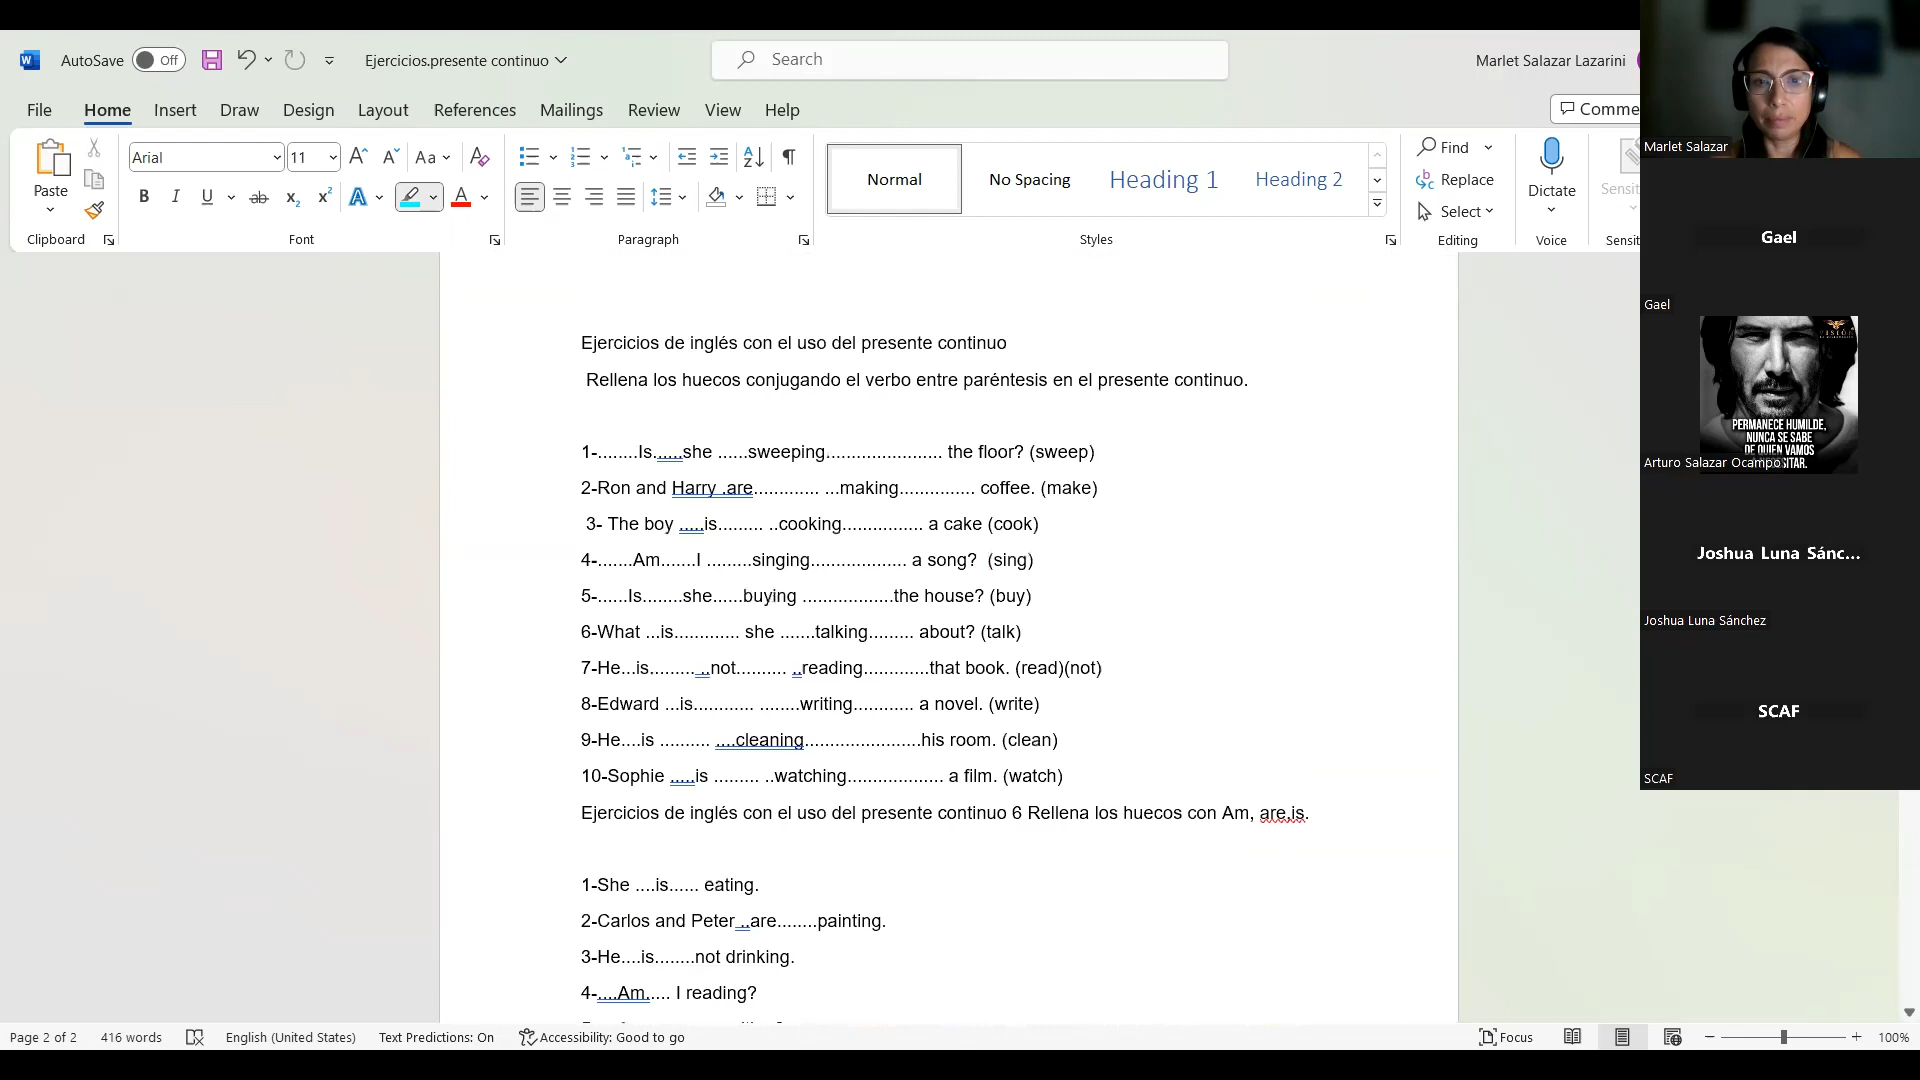 AutoSave Off Ejercicios.presente continuo Search Marlet Salazar Lazarini
File Home Insert Draw Design Layout References Mailings Review View Help Comme
Paste
Clipboard
Arial 11
Font
Paragraph
Normal No Spacing Heading 1 Heading 2
Styles
Find
Replace
Select
Editing
Dictate
Voice
Sensit
Sensit
Ejercicios de inglés con el uso del presente continuo
Rellena los huecos conjugando el verbo entre paréntesis en el presente continuo.
1-........Is......she ......sweeping....................... the floor? (sweep)
2-Ron and Harry .are............. ...making............... coffee. (make)
3- The boy .....is......... ..cooking................ a cake (cook)
4-.......Am.......I .........singing................... a song?  (sing)
5-......Is........she......buying ..................the house? (buy)
6-What ...is............. she .......talking......... about? (talk)
7-He...is......... ..not.......... ..reading.............that book. (read)(not)
8-Edward ...is............ ........writing............ a novel. (write)
9-He....is .......... ....cleaning.......................his room. (clean)
10-Sophie .....is ......... ..watching................... a film. (watch)
Ejercicios de inglés con el uso del presente continuo 6 Rellena los huecos con Am, are,is.
1-She ....is...... eating.
2-Carlos and Peter ..are........painting.
3-He....is........not drinking.
4-....Am..... I reading?
Page 2 of 2 416 words English (United States) Text Predictions: On Accessibility: Good to go Focus 100%
Marlet Salazar
Gael
Gael
PERMANECE HUMILDE,
NUNCA SE SABE
DE QUIEN VAMOS
Arturo Salazar Ocampo SITAR.
Joshua Luna Sánc...
Joshua Luna Sánchez
SCAF
SCAF